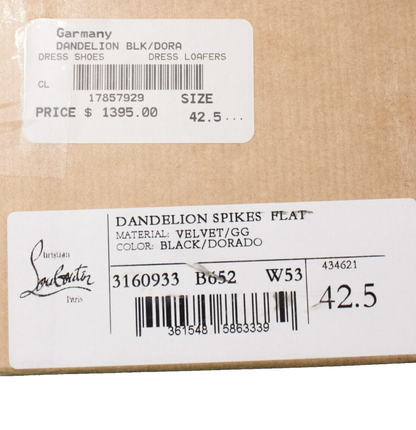 Garmany
DANDELION BLK/DORA
DRESS SHOES DRESS LOAFERS
CL
17857929 SIZE
PRICE $ 1395.00 42.5...
Christian
Louboutin
Paris
DANDELION SPIKES FLAT
MATERIAL: VELVET/GG
COLOR: BLACK/DORADO
3160933 B652 W53
434621
42.5
361548 5863339